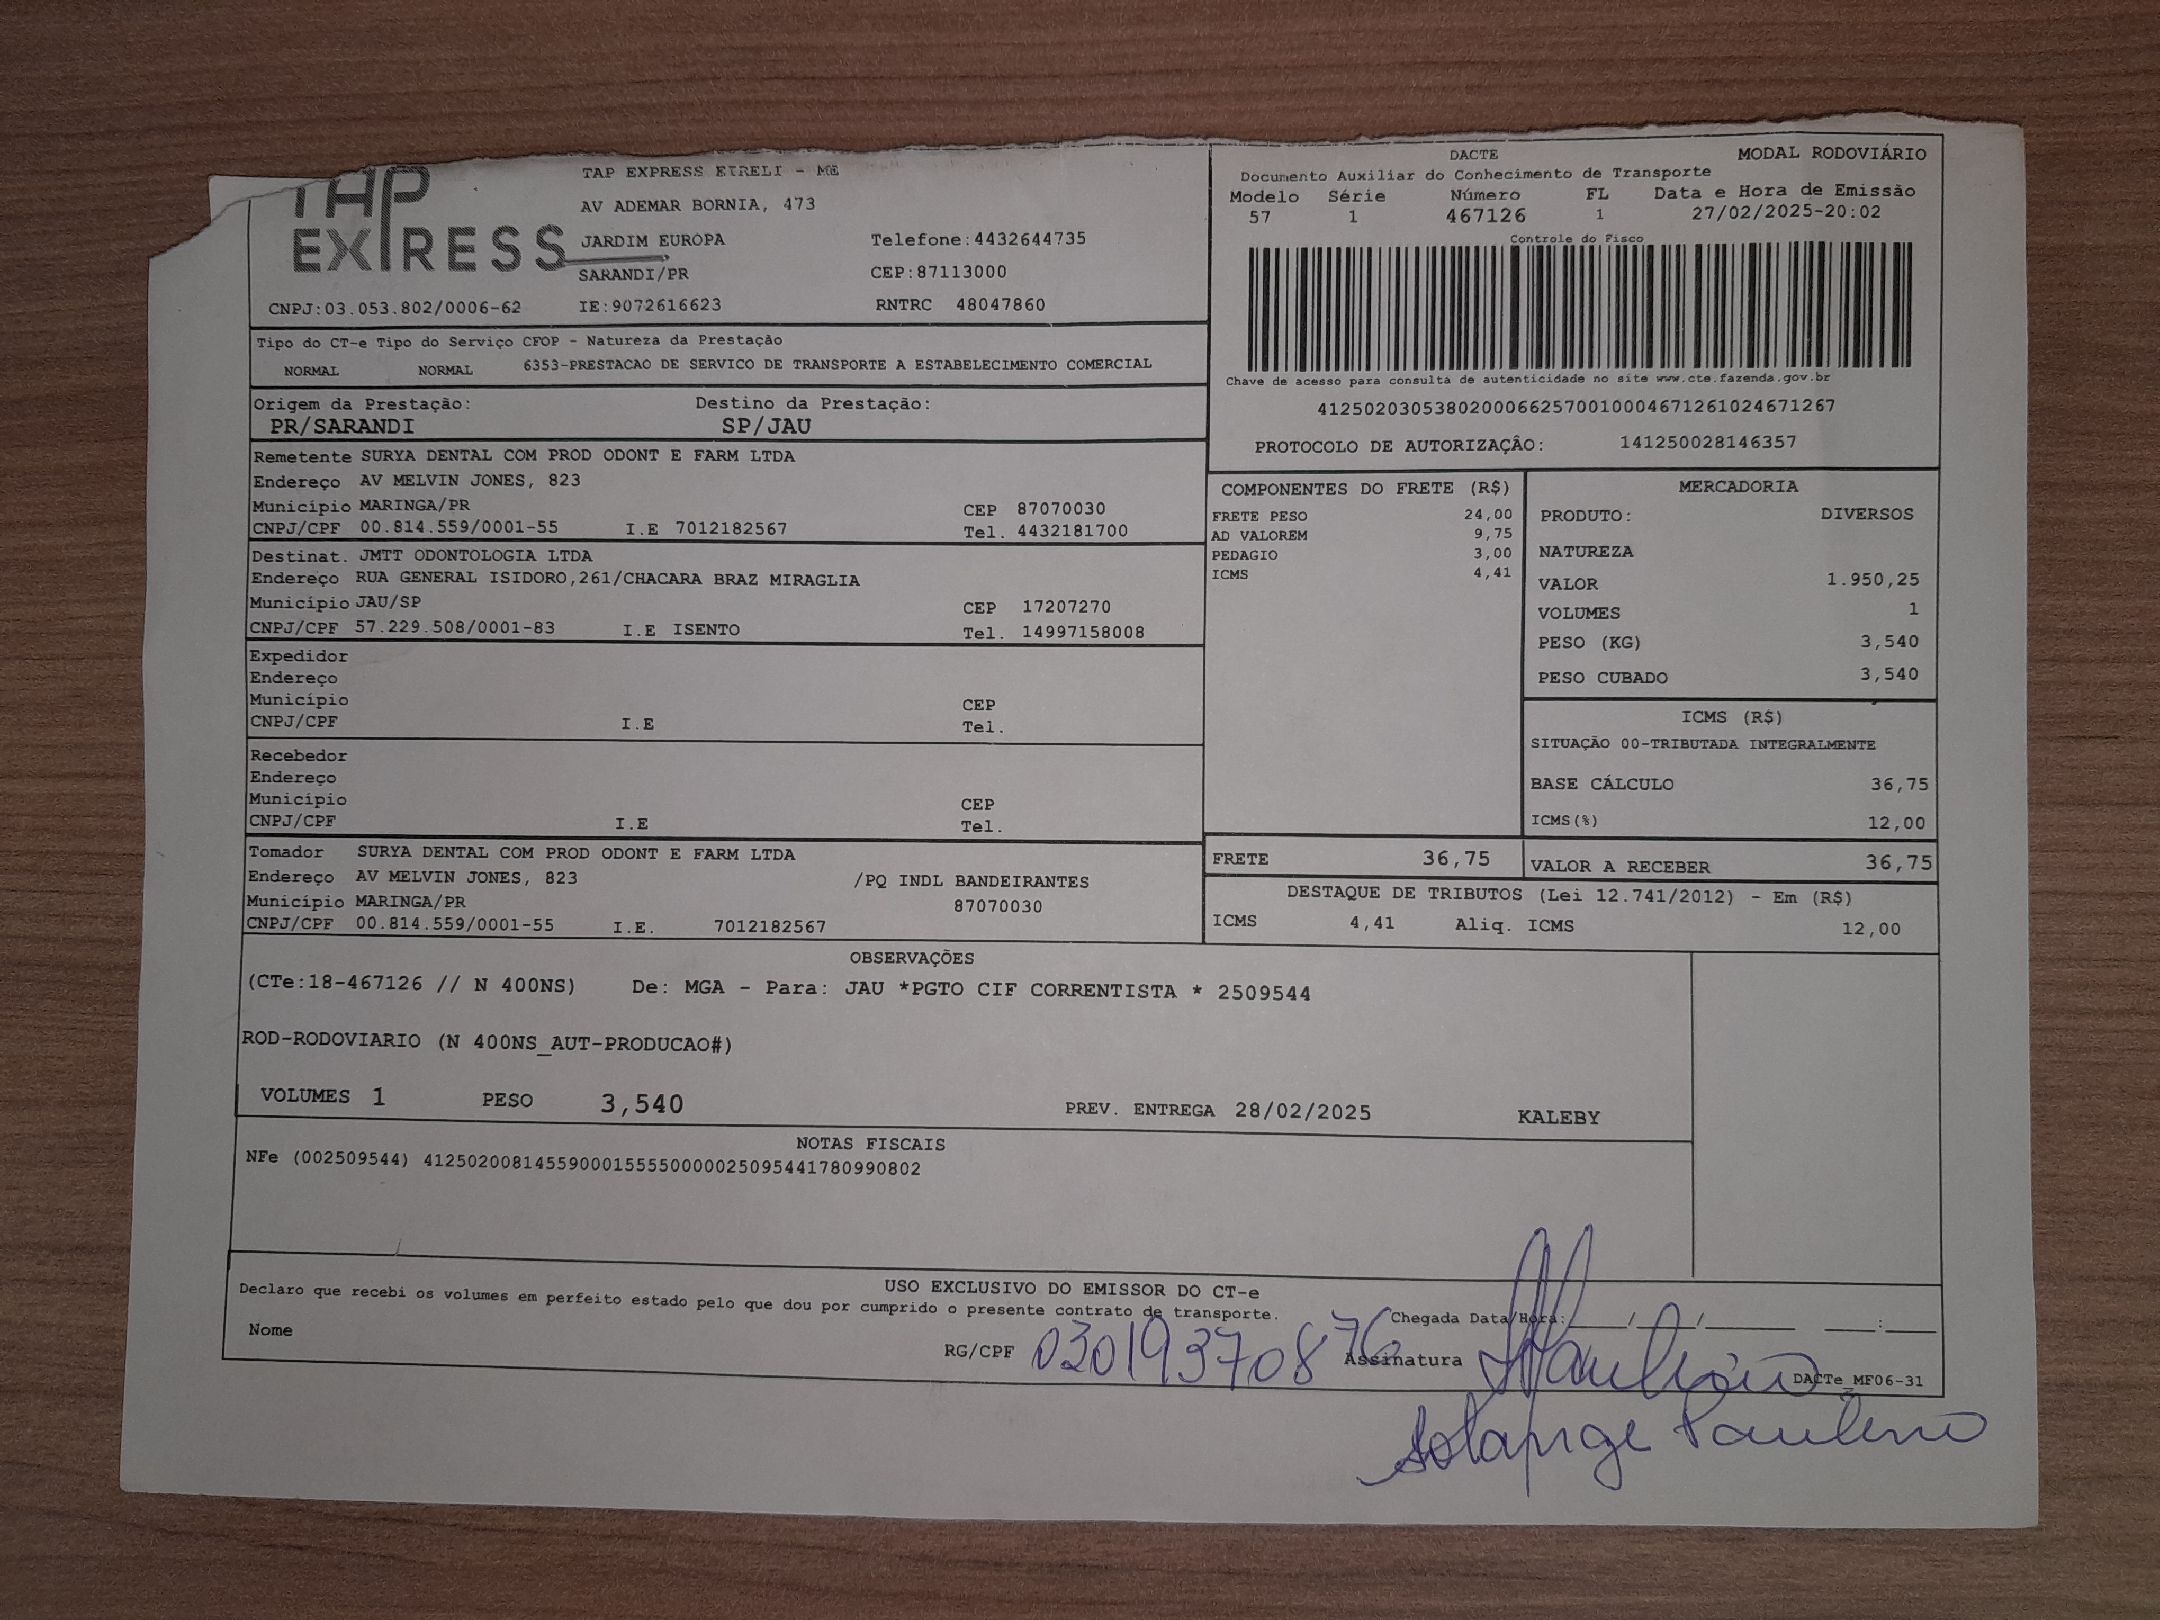 TAP
EXPRESS
TAP EXPRESS EIRELI - ME
AV ADEMAR BORNIA, 473
JARDIM EUROPA Telefone:4432644735
SARANDI/PR CEP:87113000
CNPJ:03.053.802/0006-62 IE:9072616623 RNTRC 48047860
DACTE MODAL RODOVIÁRIO
Documento Auxiliar do Conhecimento de Transporte
Modelo Série Número FL Data e Hora de Emissão
57 1 467126 1 27/02/2025-20:02
Controle do Fisco
Chave de acesso para consulta de autenticidade no site www.cte.fazenda.gov.br
41250203053802000662570010004671261024671267
PROTOCOLO DE AUTORIZAÇÂO: 141250028146357
Tipo do CT-e Tipo do Serviço CFOP - Natureza da Prestação
NORMAL NORMAL 6353-PRESTACAO DE SERVICO DE TRANSPORTE A ESTABELECIMENTO COMERCIAL
Origem da Prestação: Destino da Prestação:
PR/SARANDI SP/JAU
Remetente SURYA DENTAL COM PROD ODONT E FARM LTDA
Endereço AV MELVIN JONES, 823
Município MARINGA/PR CEP 87070030
CNPJ/CPF 00.814.559/0001-55 I.E 7012182567 Tel. 4432181700
Destinat. JMTT ODONTOLOGIA LTDA
Endereço RUA GENERAL ISIDORO,261/CHACARA BRAZ MIRAGLIA
Município JAU/SP CEP 17207270
CNPJ/CPF 57.229.508/0001-83 I.E ISENTO Tel. 14997158008
Expedidor
Endereço
Município CEP
CNPJ/CPF I.E Tel.
Recebedor
Endereço
Município CEP
CNPJ/CPF I.E Tel.
Tomador SURYA DENTAL COM PROD ODONT E FARM LTDA
Endereço AV MELVIN JONES, 823 /PQ INDL BANDEIRANTES
Município MARINGA/PR 87070030
CNPJ/CPF 00.814.559/0001-55 I.E. 7012182567
COMPONENTES DO FRETE (R$)
FRETE PESO 24,00
AD VALOREM 9,75
PEDAGIO 3,00
ICMS 4,41
MERCADORIA
PRODUTO: DIVERSOS
NATUREZA
VALOR 1.950,25
VOLUMES 1
PESO (KG) 3,540
PESO CUBADO 3,540
ICMS (R$)
SITUAÇÃO 00-TRIBUTADA INTEGRALMENTE
BASE CÁLCULO 36,75
ICMS(%) 12,00
FRETE 36,75 VALOR A RECEBER 36,75
DESTAQUE DE TRIBUTOS (Lei 12.741/2012) - Em (R$)
ICMS 4,41 Aliq. ICMS 12,00
OBSERVAÇÕES
(CTe:18-467126 // N 400NS) De: MGA - Para: JAU *PGTO CIF CORRENTISTA * 2509544
ROD-RODOVIARIO (N 400NS_AUT-PRODUCAO#)
VOLUMES 1 PESO 3,540 PREV. ENTREGA 28/02/2025 KALEBY
NOTAS FISCAIS
NFe (002509544) 41250200814559000155550000025095441780990802
USO EXCLUSIVO DO EMISSOR DO CT-e
Declaro que recebi os volumes em perfeito estado pelo que dou por cumprido o presente contrato de transporte.
Chegada Data/Hora:____/____/______ ___:___
Nome RG/CPF 03019370876 Assinatura
DACTe_MF06-31
Solange Paulino